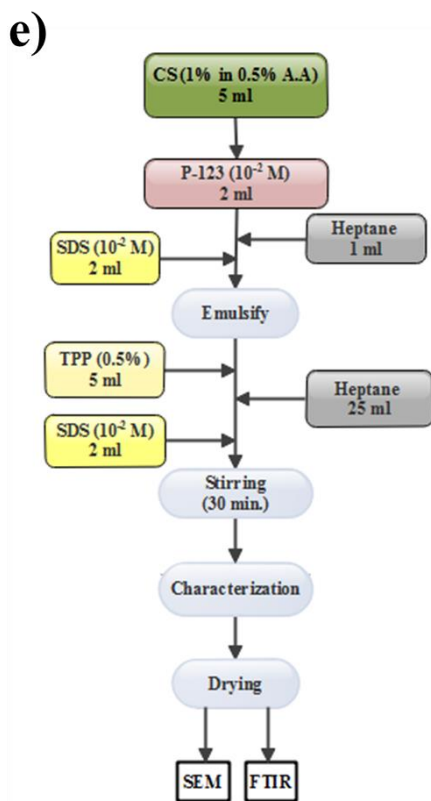 e)
CS(1% in 0.5% A.A)
5 ml
P-123 (10⁻² M)
2 ml
Heptane
1 ml
SDS (10⁻² M)
2 ml
Emulsify
TPP (0.5%)
5 ml
Heptane
25 ml
SDS (10⁻² M)
2 ml
Stirring
(30 min.)
Characterization
Drying
SEM
FTIR